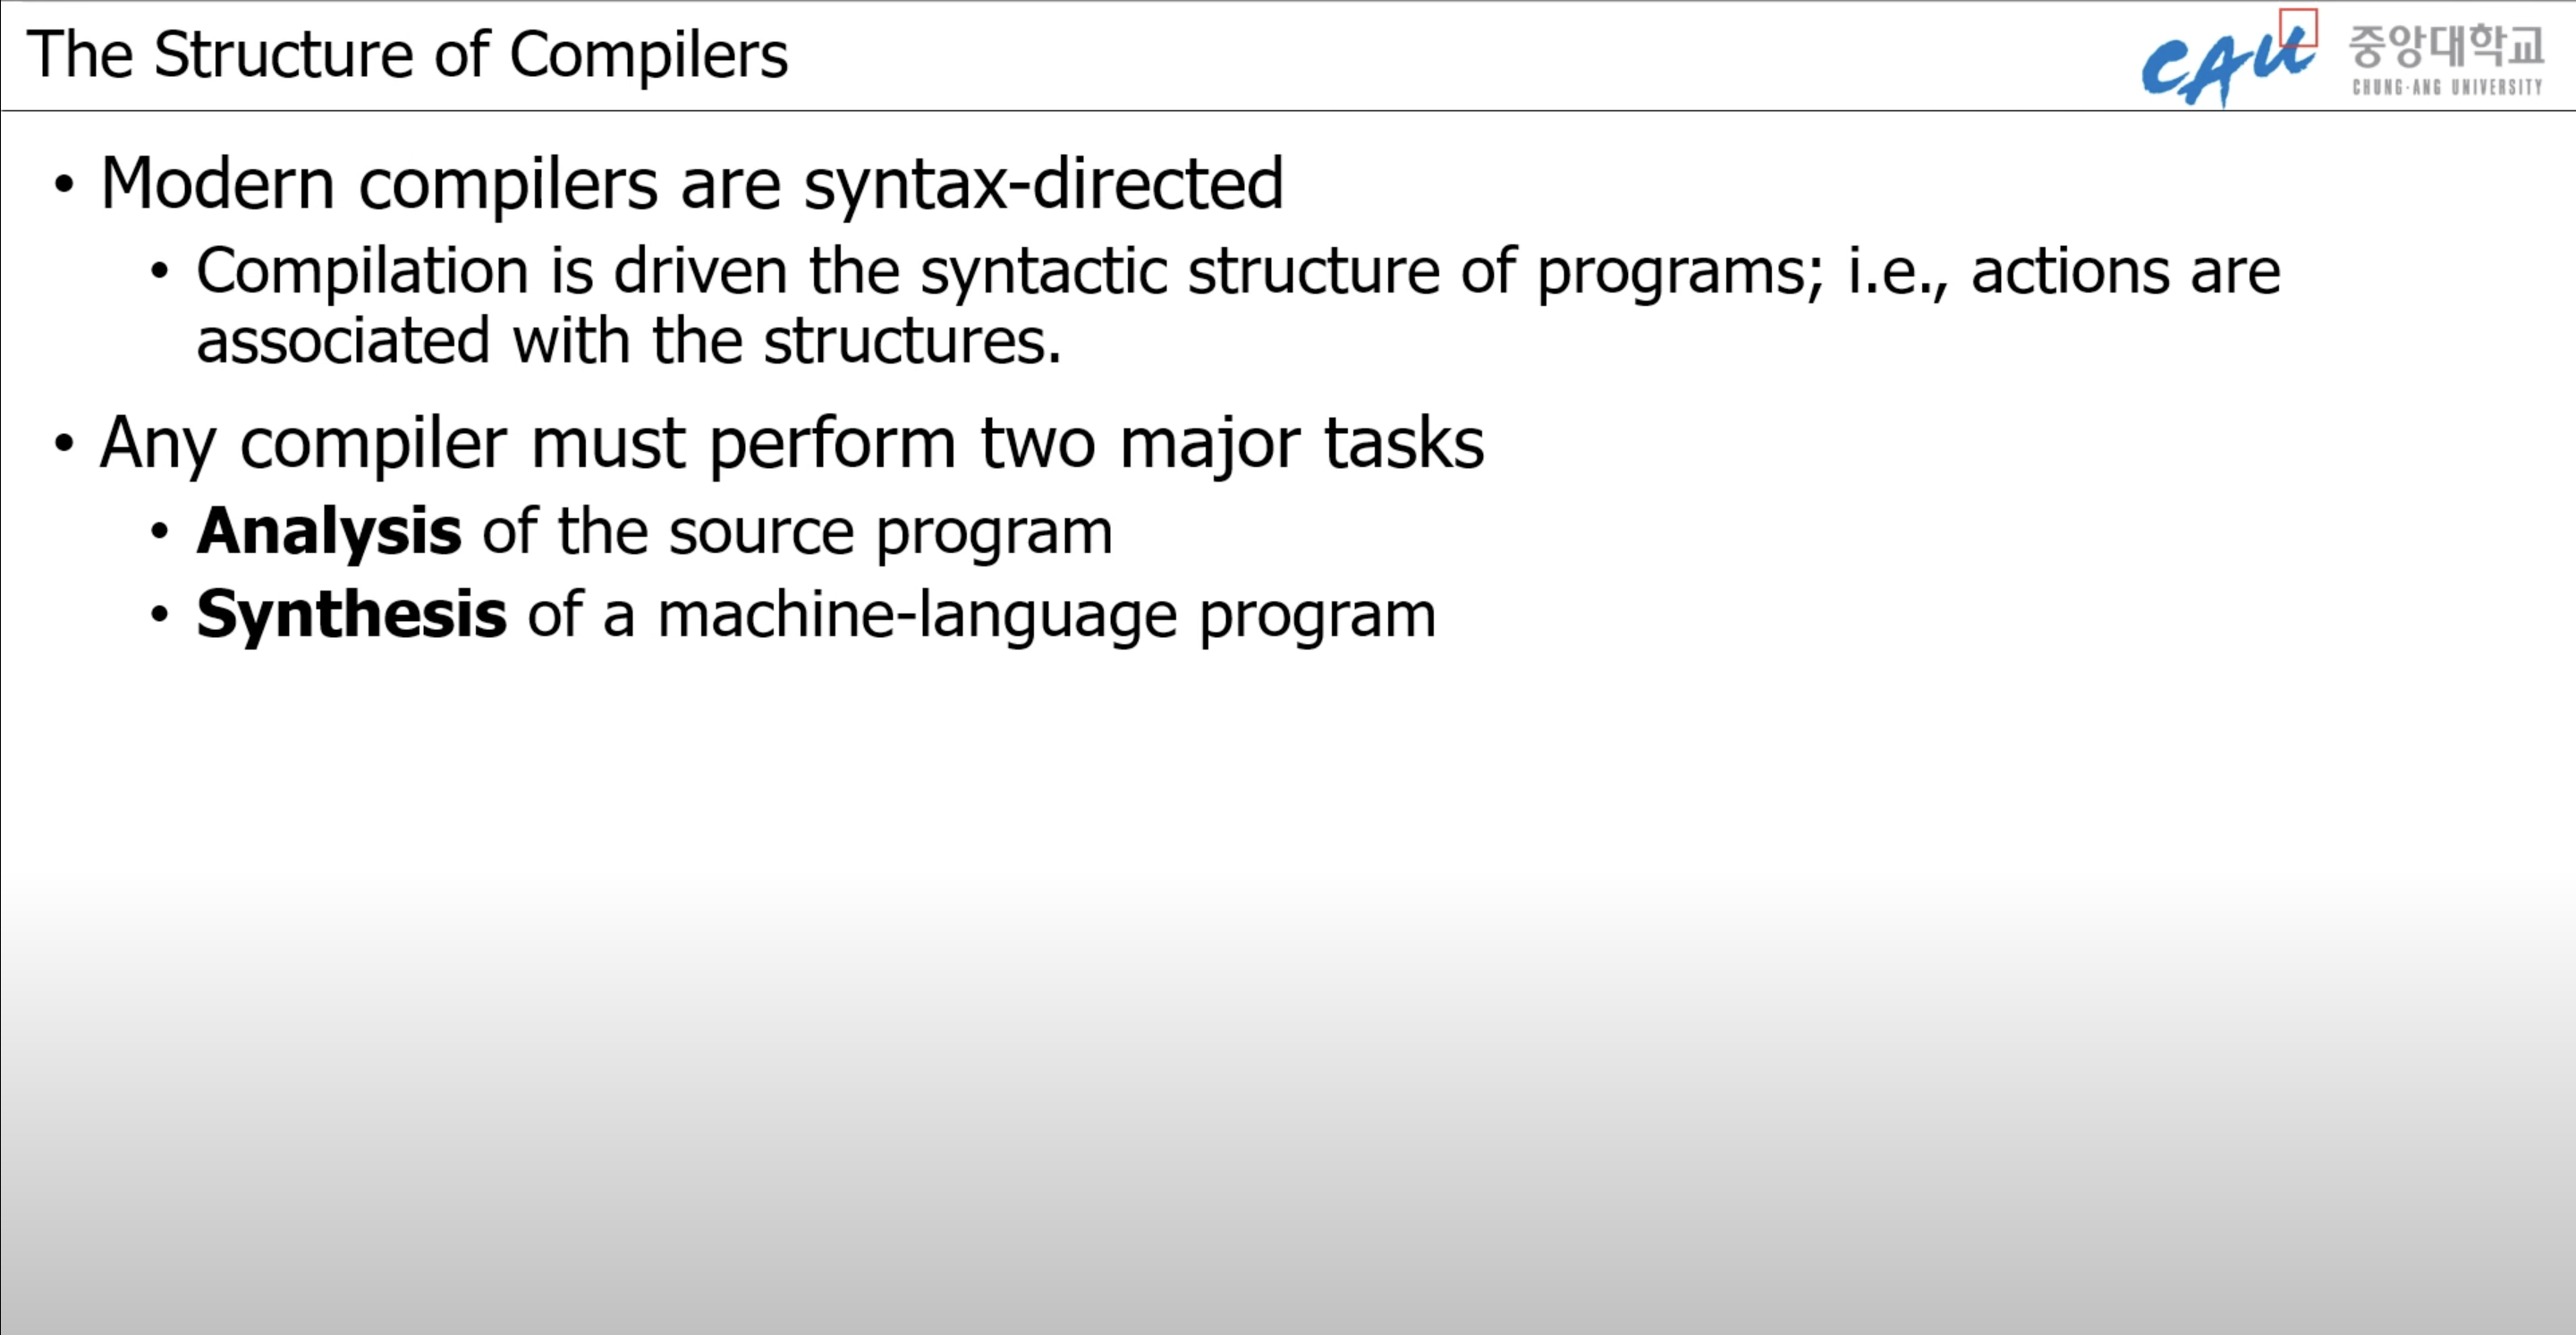 The Structure of Compilers
CAU
중앙대학교
CHUNG-ANG UNIVERSITY
• Modern compilers are syntax-directed
• Compilation is driven the syntactic structure of programs; i.e., actions are
associated with the structures.
• Any compiler must perform two major tasks
• Analysis of the source program
• Synthesis of a machine-language program